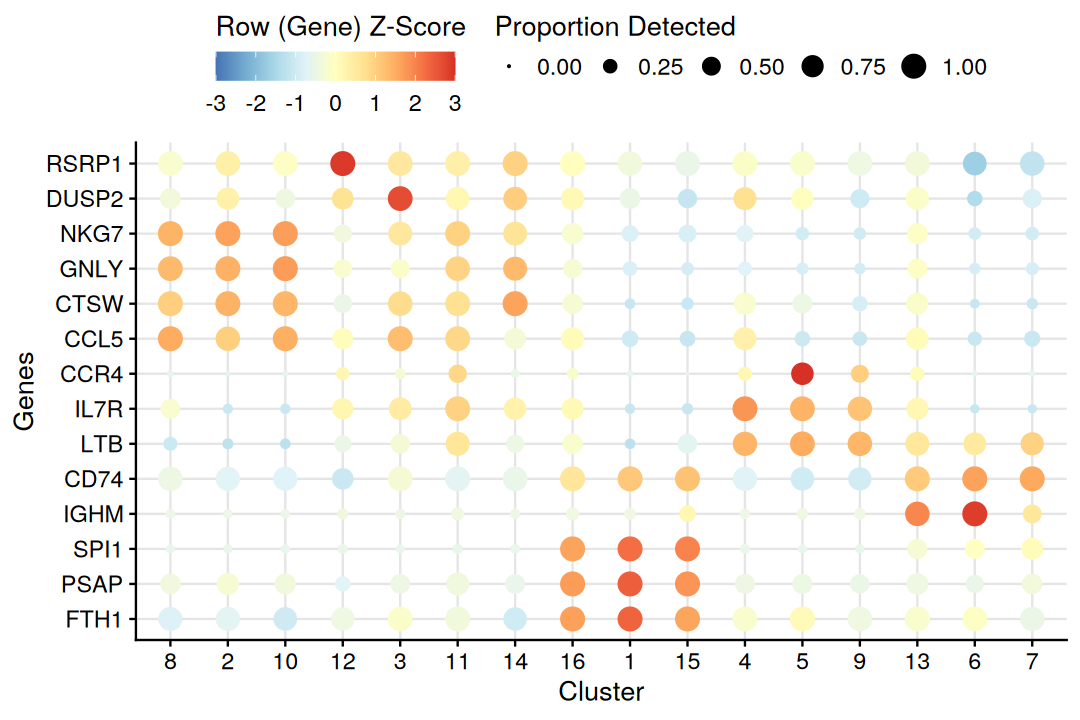 Row (Gene) Z-Score Proportion Detected
0.00 0.25 0.50 0.75 1.00
-3 -2 -1 0 1 2 3
RSRP1
DUSP2
NKG7
GNLY
CTSW
CCL5
CCR4
IL7R
LTB
CD74
IGHM
SPI1
PSAP
FTH1
Genes
8 2 10 12 3 11 14 16 1 15 4 5 9 13 6 7
Cluster